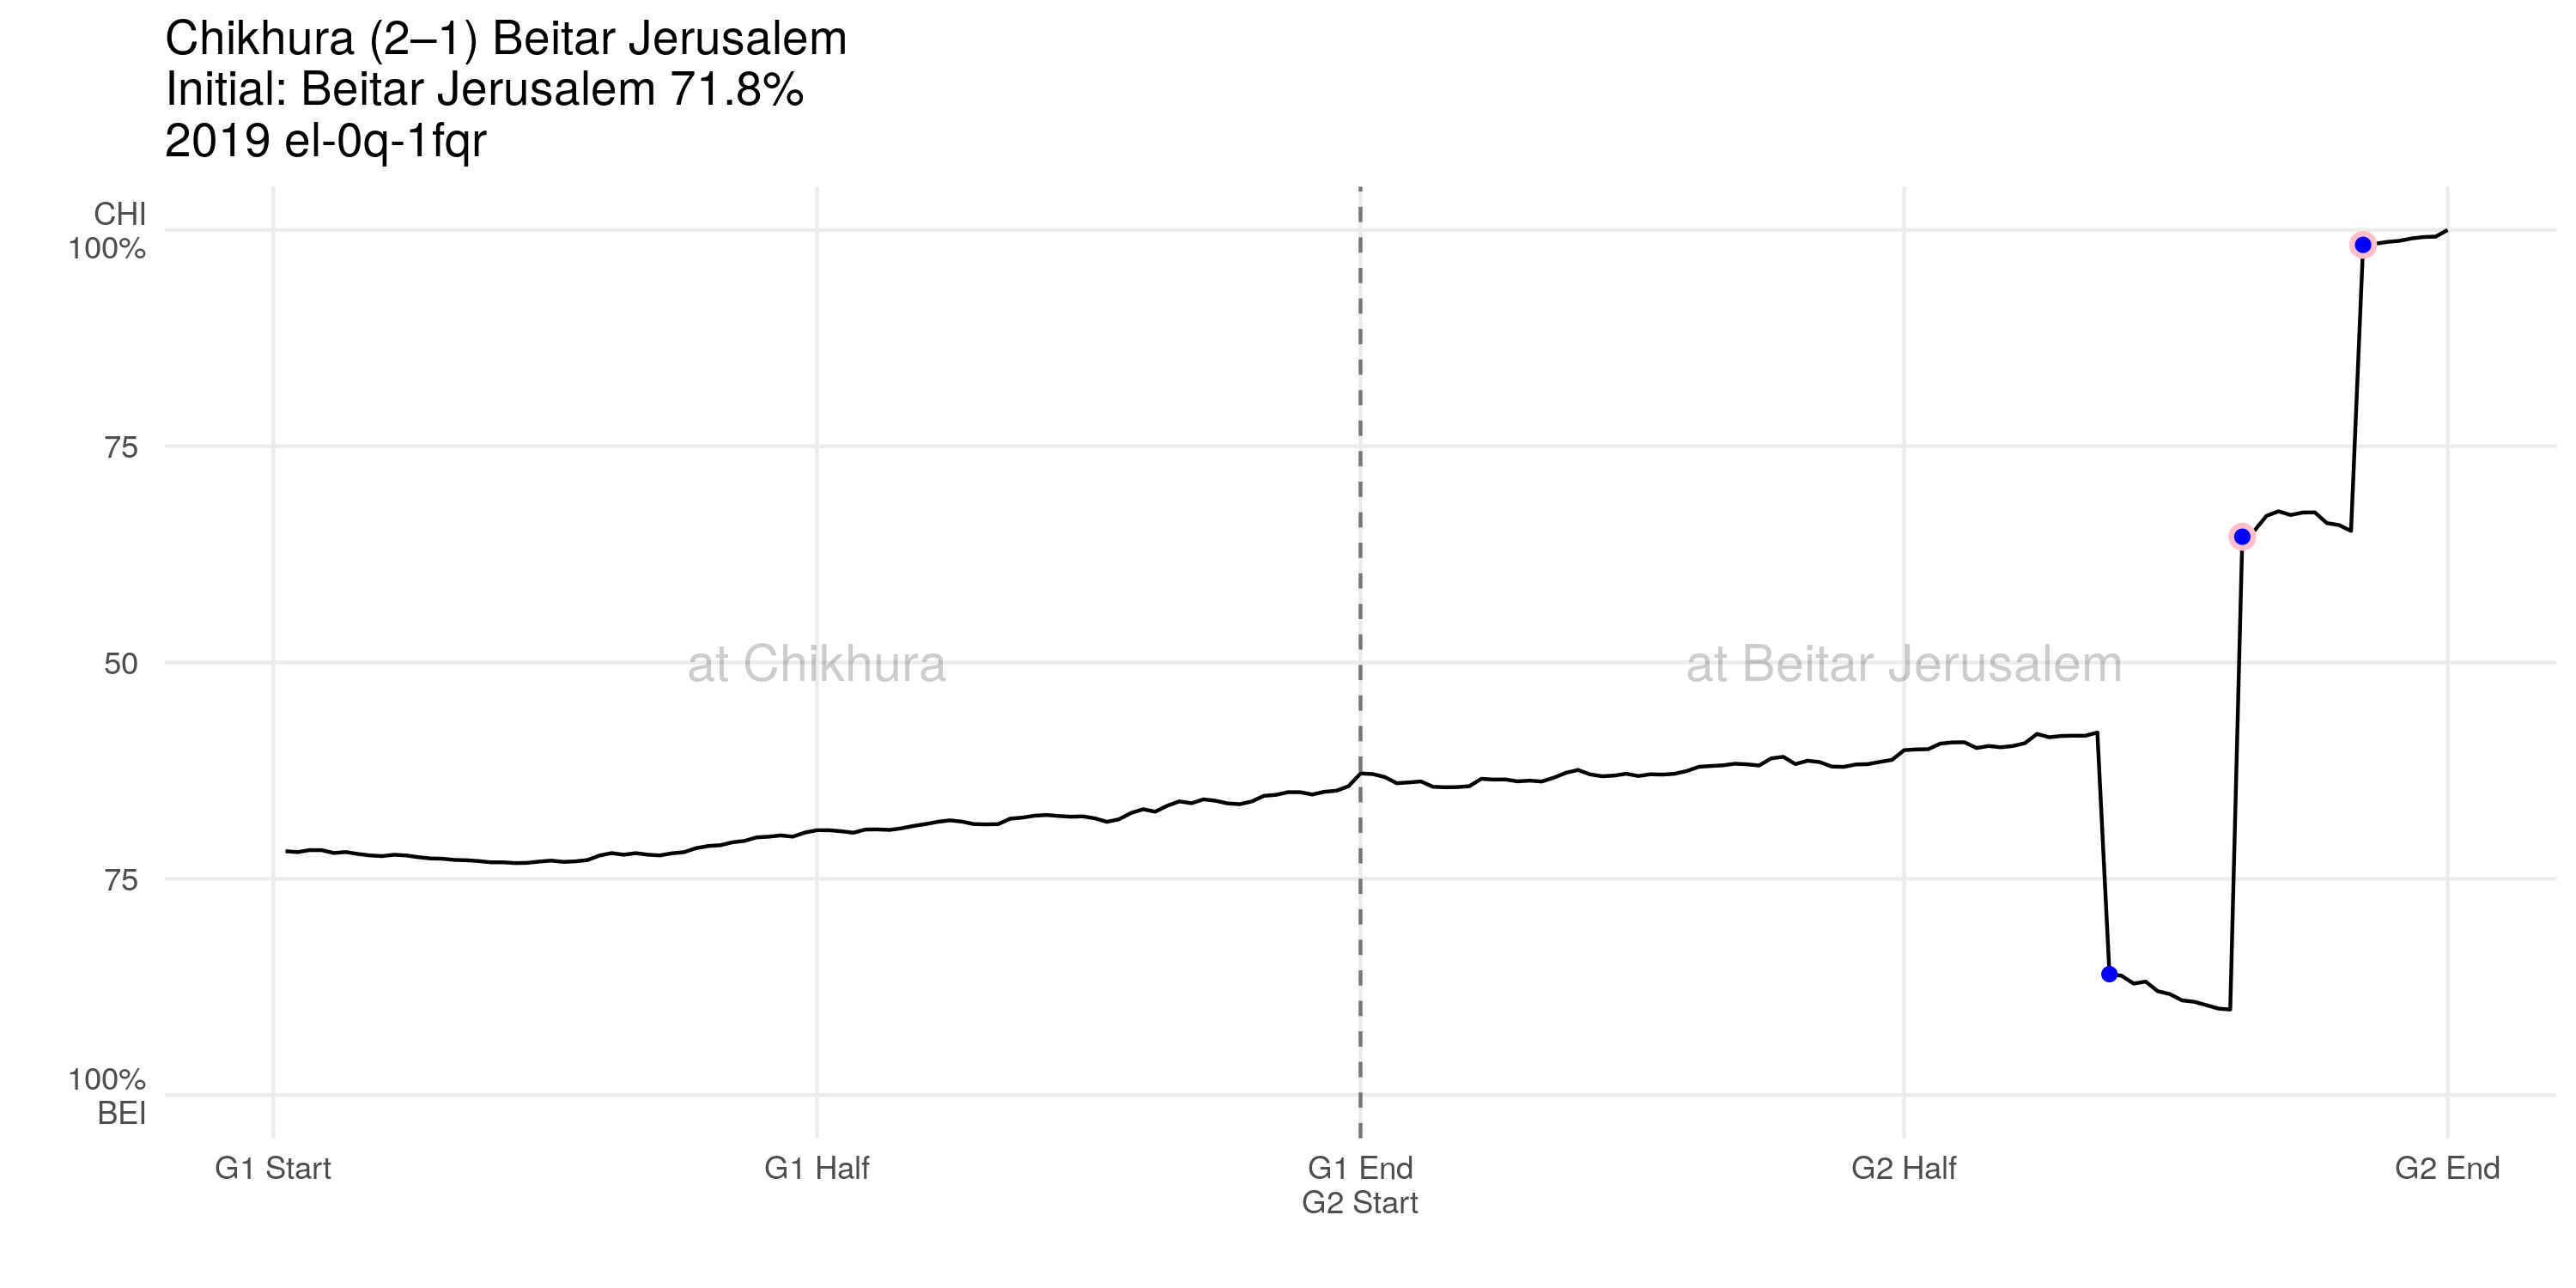 Chikhura (2–1) Beitar Jerusalem
Initial: Beitar Jerusalem 71.8%
2019 el-0q-1fqr
CHI
100%
75
50
75
100%
BEI
at Chikhura
at Beitar Jerusalem
G1 Start
G1 Half
G1 End
G2 Start
G2 Half
G2 End